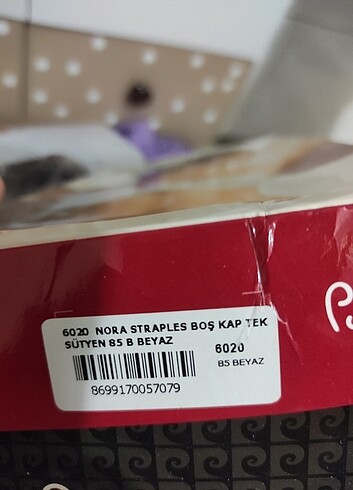 6020 NORA STRAPLES BOŞ KAP TEK
SÜTYEN 85 B BEYAZ
6020
85 BEYAZ
8699170057079